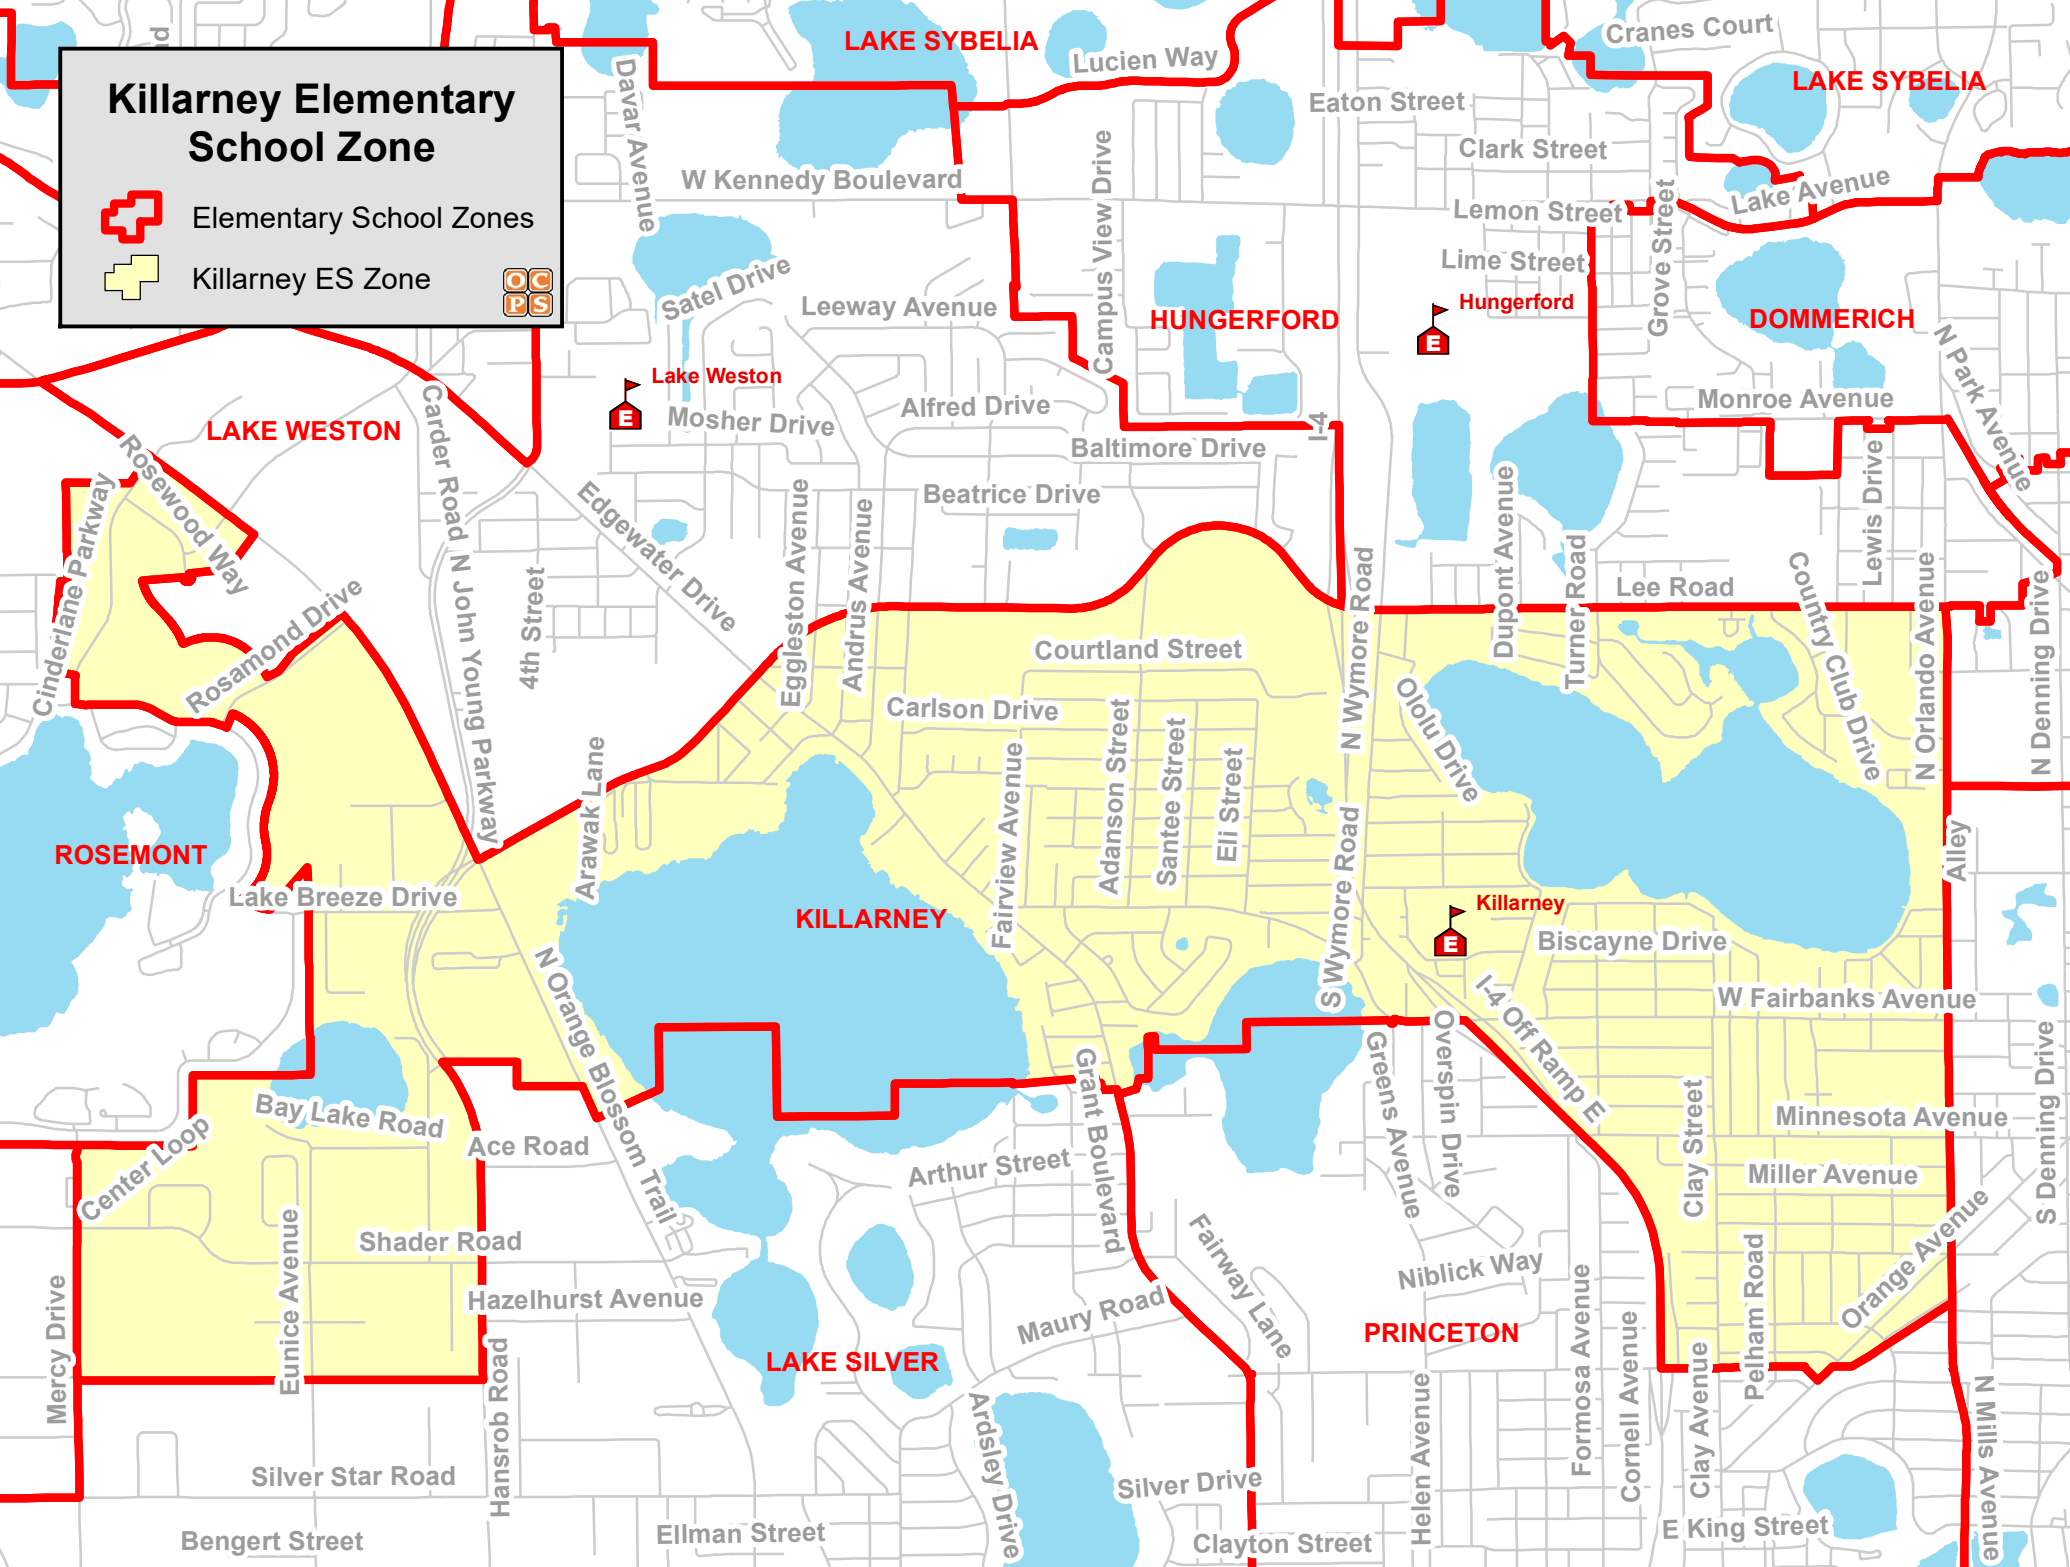 Killarney Elementary
School Zone
Elementary School Zones
Killarney ES Zone
O C
P S
LAKE SYBELIA
Lucien Way
Cranes Court
LAKE SYBELIA
Davar Avenue
Eaton Street
Clark Street
W Kennedy Boulevard
Campus View Drive
Lake Avenue
Lemon Street
Grove Street
Lime Street
Satel Drive
Leeway Avenue
HUNGERFORD
Hungerford
E
DOMMERICH
N Park Avenue
Lake Weston
E
Carder Road
LAKE WESTON
Mosher Drive
Alfred Drive
Baltimore Drive
I-4
Monroe Avenue
Rosewood Way
Cinderlane Parkway
Edgewater Drive
Beatrice Drive
Eggleston Avenue
Andrus Avenue
Dupont Avenue
Turner Road
Lewis Drive
Lee Road
Country Club Drive
N Orlando Avenue
N Denning Drive
Rosamond Drive
N John Young Parkway
4th Street
N Wymore Road
Courtland Street
Carlson Drive
Ololu Drive
Adanson Street
Santee Street
Eli Street
Fairview Avenue
Arawak Lane
S Wymore Road
Alley
ROSEMONT
Lake Breeze Drive
KILLARNEY
Killarney
E
Biscayne Drive
N Orange Blossom Trail
I-4 Off Ramp E
W Fairbanks Avenue
Overspin Drive
Greens Avenue
Grant Boulevard
S Denning Drive
Bay Lake Road
Center Loop
Ace Road
Arthur Street
Clay Street
Minnesota Avenue
Miller Avenue
Orange Avenue
Shader Road
Eunice Avenue
Mercy Drive
Hazelhurst Avenue
Fairway Lane
Niblick Way
Formosa Avenue
Pelham Road
Maury Road
PRINCETON
LAKE SILVER
Hansrob Road
Ardsley Drive
Helen Avenue
Cornell Avenue
Clay Avenue
N Mills Avenue
Silver Star Road
Silver Drive
Bengert Street
Ellman Street
Clayton Street
E King Street